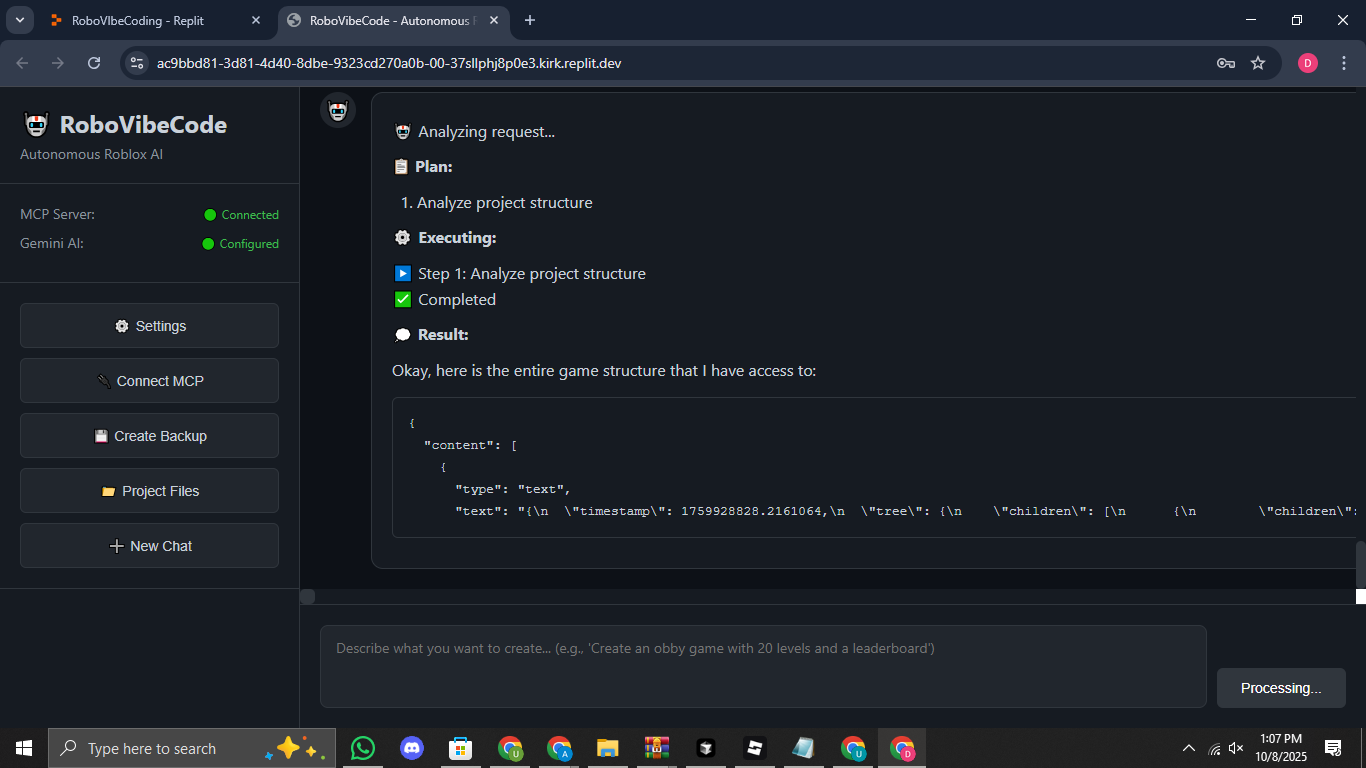 RoboVIbeCoding - Replit
RoboVibeCode - Autonomous R
ac9bbd81-3d81-4d40-8dbe-9323cd270a0b-00-37sllphj8p0e3.kirk.replit.dev
D
RoboVibeCode
Autonomous Roblox AI
MCP Server: Connected
Gemini AI: Configured
Settings
Connect MCP
Create Backup
Project Files
New Chat
Analyzing request...
Plan:
1. Analyze project structure
Executing:
Step 1: Analyze project structure
Completed
Result:
Okay, here is the entire game structure that I have access to:
{
"content": [
{
"type": "text",
"text": "{\n  \"timestamp\": 1759928828.2161064,\n  \"tree\": {\n    \"children\": [\n      {\n        \"children\":
Describe what you want to create... (e.g., 'Create an obby game with 20 levels and a leaderboard')
Processing...
Type here to search
U
A
U
D
1:07 PM
10/8/2025